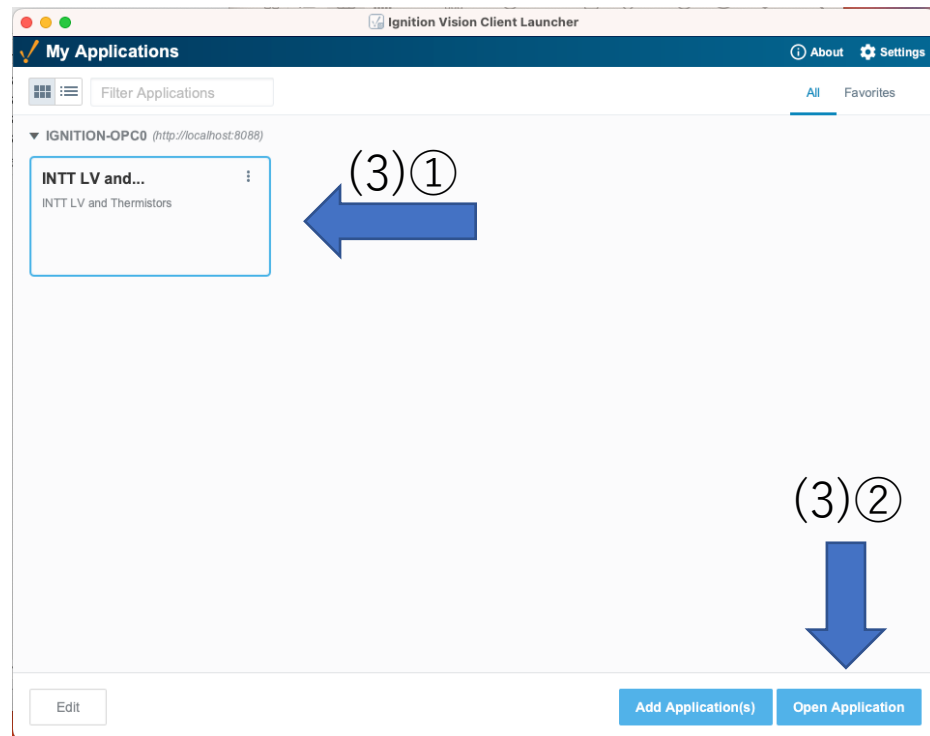 Ignition Vision Client Launcher
My Applications
About
Settings
Filter Applications
All
Favorites
IGNITION-OPC0 (http://localhost:8088)
INTT LV and...
INTT LV and Thermistors
(3)①
(3)②
Edit
Add Application(s)
Open Application